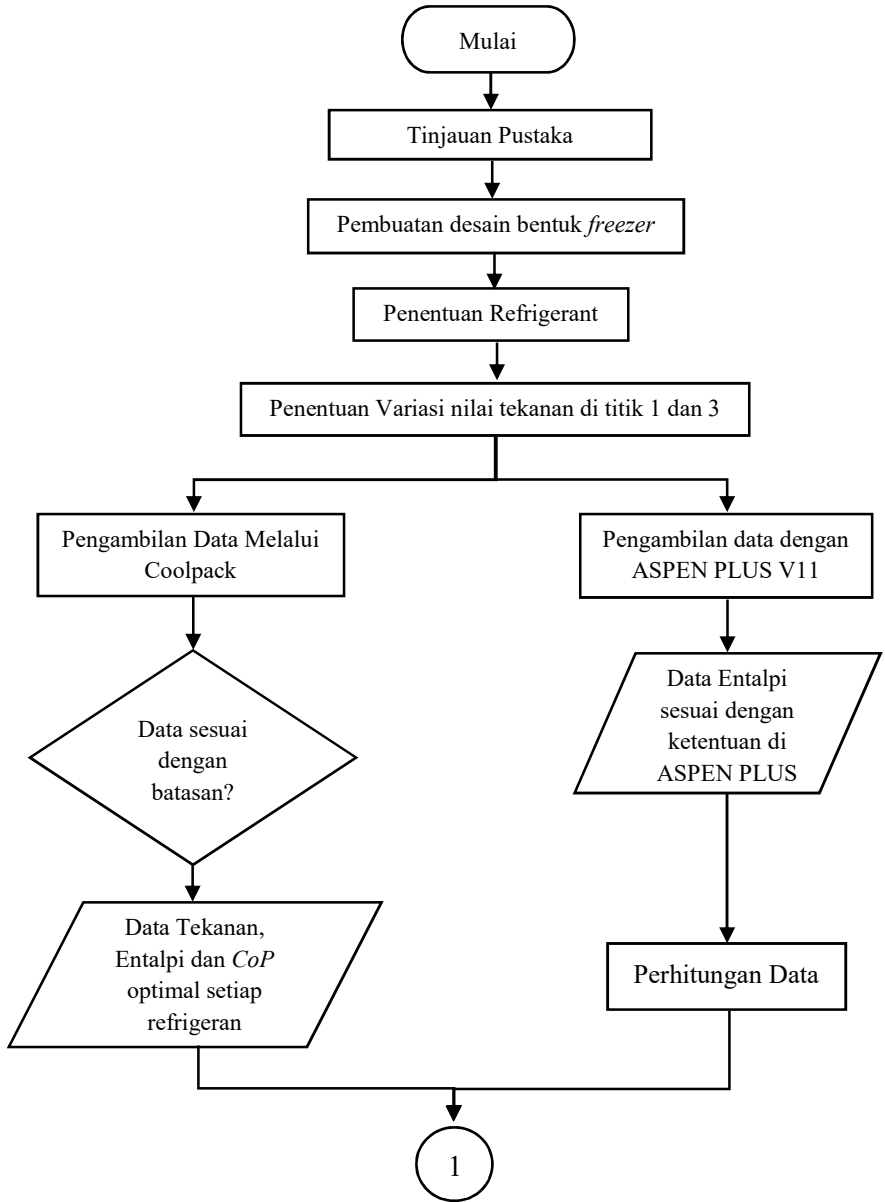 Mulai
Tinjauan Pustaka
Pembuatan desain bentuk freezer
Penentuan Refrigerant
Penentuan Variasi nilai tekanan di titik 1 dan 3
Pengambilan Data Melalui
Coolpack
Pengambilan data dengan
ASPEN PLUS V11
Data sesuai
dengan
batasan?
Data Entalpi
sesuai dengan
ketentuan di
ASPEN PLUS
Data Tekanan,
Entalpi dan CoP
optimal setiap
refrigeran
Perhitungan Data
1